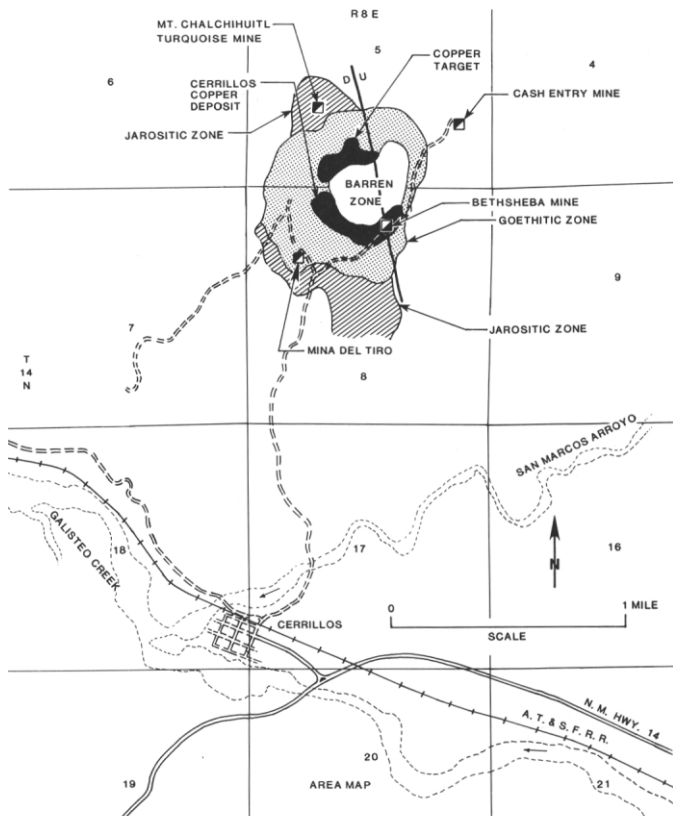 R 8 E
MT. CHALCHIHUITL
TURQUOISE MINE
5
COPPER
TARGET
6
4
D U
CERRILLOS
COPPER
DEPOSIT
CASH ENTRY MINE
JAROSITIC ZONE
BARREN
ZONE
BETHSHEBA MINE
GOETHITIC ZONE
9
7
JAROSITIC ZONE
MINA DEL TIRO
T
14
N
8
SAN MARCOS ARROYO
GALISTEO CREEK
18
17
16
N
0
1 MILE
SCALE
CERRILLOS
N.M. HWY. 14
A.T. & S.F. R.R.
20
19
AREA MAP
21